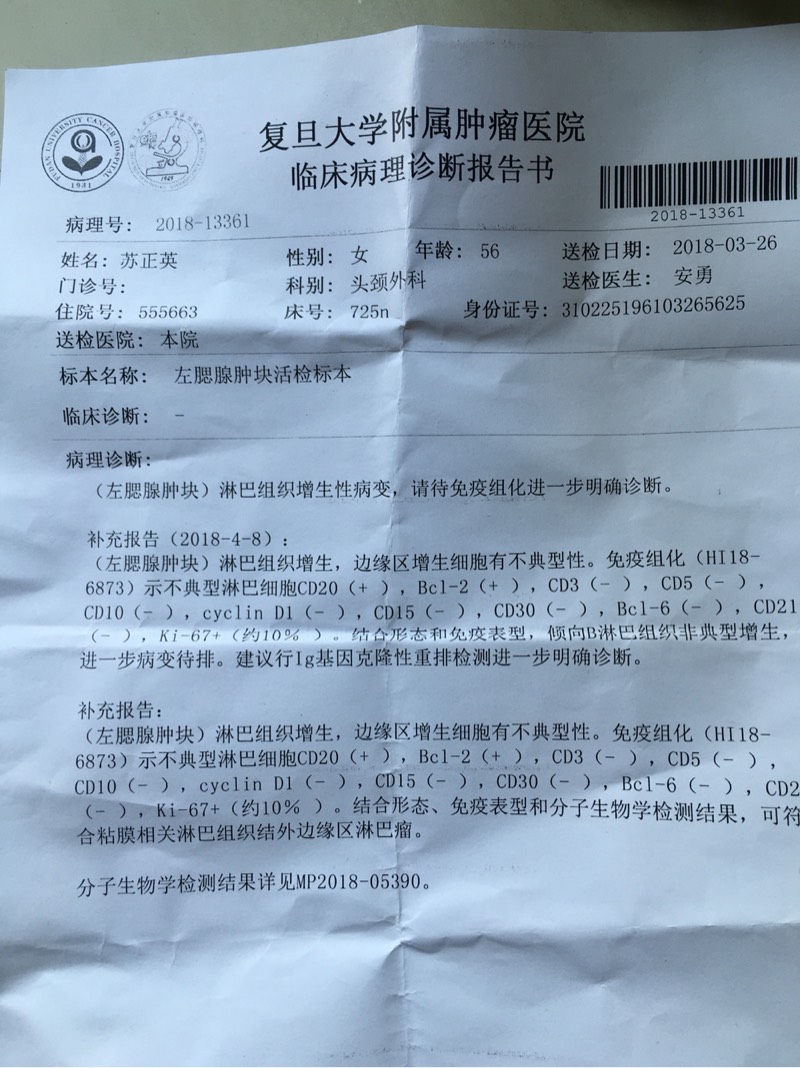 FUDAN UNIVERSITY CANCER HOSPITAL
1931
复旦大学附属肿瘤医院
临床病理诊断报告书
2018-13361
病理号: 2018-13361
姓名: 苏正英 性别: 女 年龄: 56 送检日期: 2018-03-26
门诊号: 科别: 头颈外科 送检医生: 安勇
住院号: 555663 床号: 725n 身份证号: 310225196103265625
送检医院: 本院
标本名称: 左腮腺肿块活检标本
临床诊断: -
病理诊断:
（左腮腺肿块）淋巴组织增生性病变，请待免疫组化进一步明确诊断。
补充报告（2018-4-8）:
（左腮腺肿块）淋巴组织增生，边缘区增生细胞有不典型性。免疫组化（HI18-
6873）示不典型淋巴细胞CD20（+ ），Bcl-2（+ ），CD3（- ），CD5（- ），
CD10（- ），cyclin D1（- ），CD15（- ），CD30（- ），Bcl-6（- ），CD21
（- ），Ki-67+（约10% ）。结合形态和免疫表型，倾向B淋巴组织非典型增生，
进一步病变待排。建议行Ig基因克隆性重排检测进一步明确诊断。
补充报告:
（左腮腺肿块）淋巴组织增生，边缘区增生细胞有不典型性。免疫组化（HI18-
6873）示不典型淋巴细胞CD20（+ ），Bcl-2（+ ），CD3（- ），CD5（- ），
CD10（- ），cyclin D1（- ），CD15（- ），CD30（- ），Bcl-6（- ），CD2
（- ），Ki-67+（约10% ）。结合形态、免疫表型和分子生物学检测结果，可符
合粘膜相关淋巴组织结外边缘区淋巴瘤。
分子生物学检测结果详见MP2018-05390。